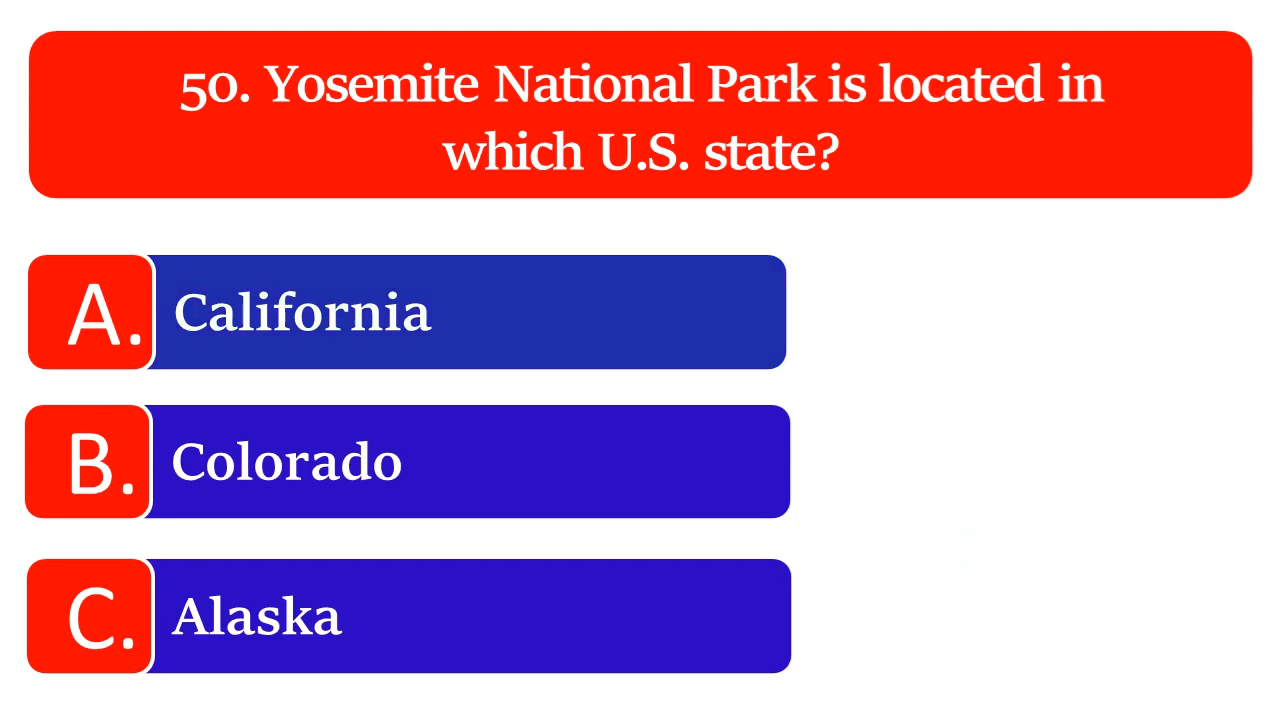 50. Yosemite National Park is located in
which U.S. state?
A. California
B. Colorado
C. Alaska